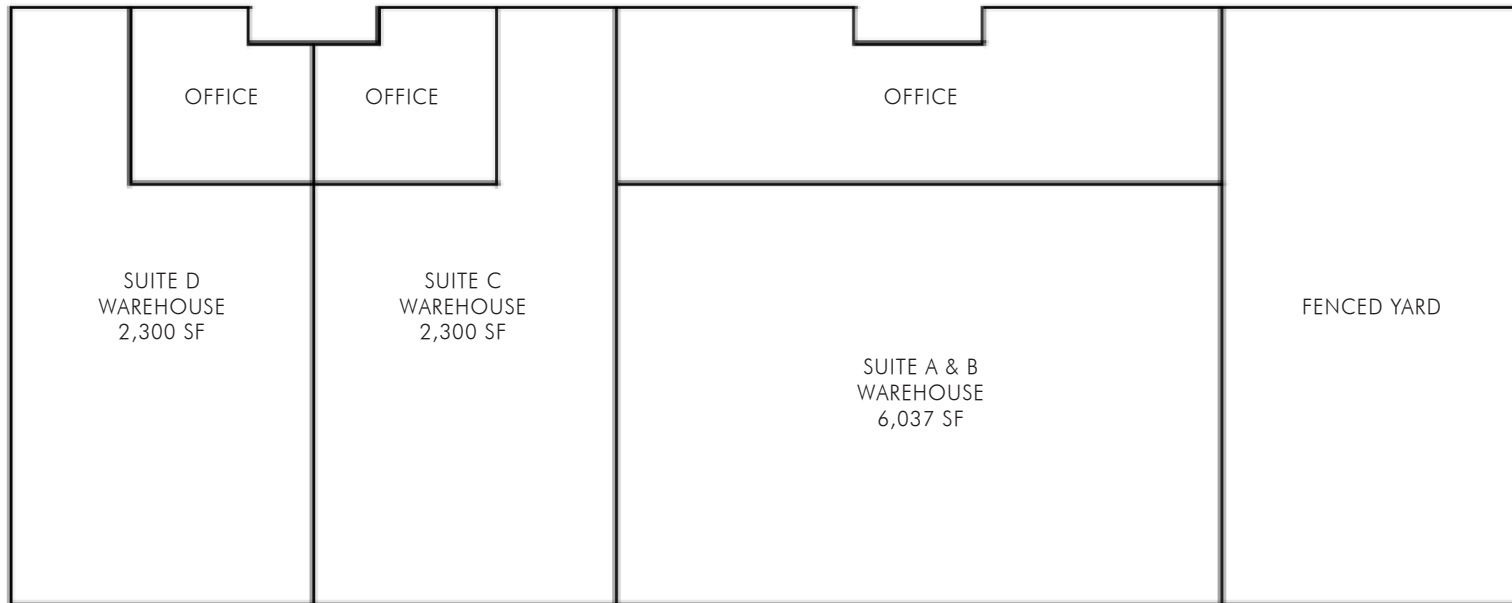 OFFICE
OFFICE
OFFICE
SUITE D
WAREHOUSE
2,300 SF
SUITE C
WAREHOUSE
2,300 SF
SUITE A & B
WAREHOUSE
6,037 SF
FENCED YARD